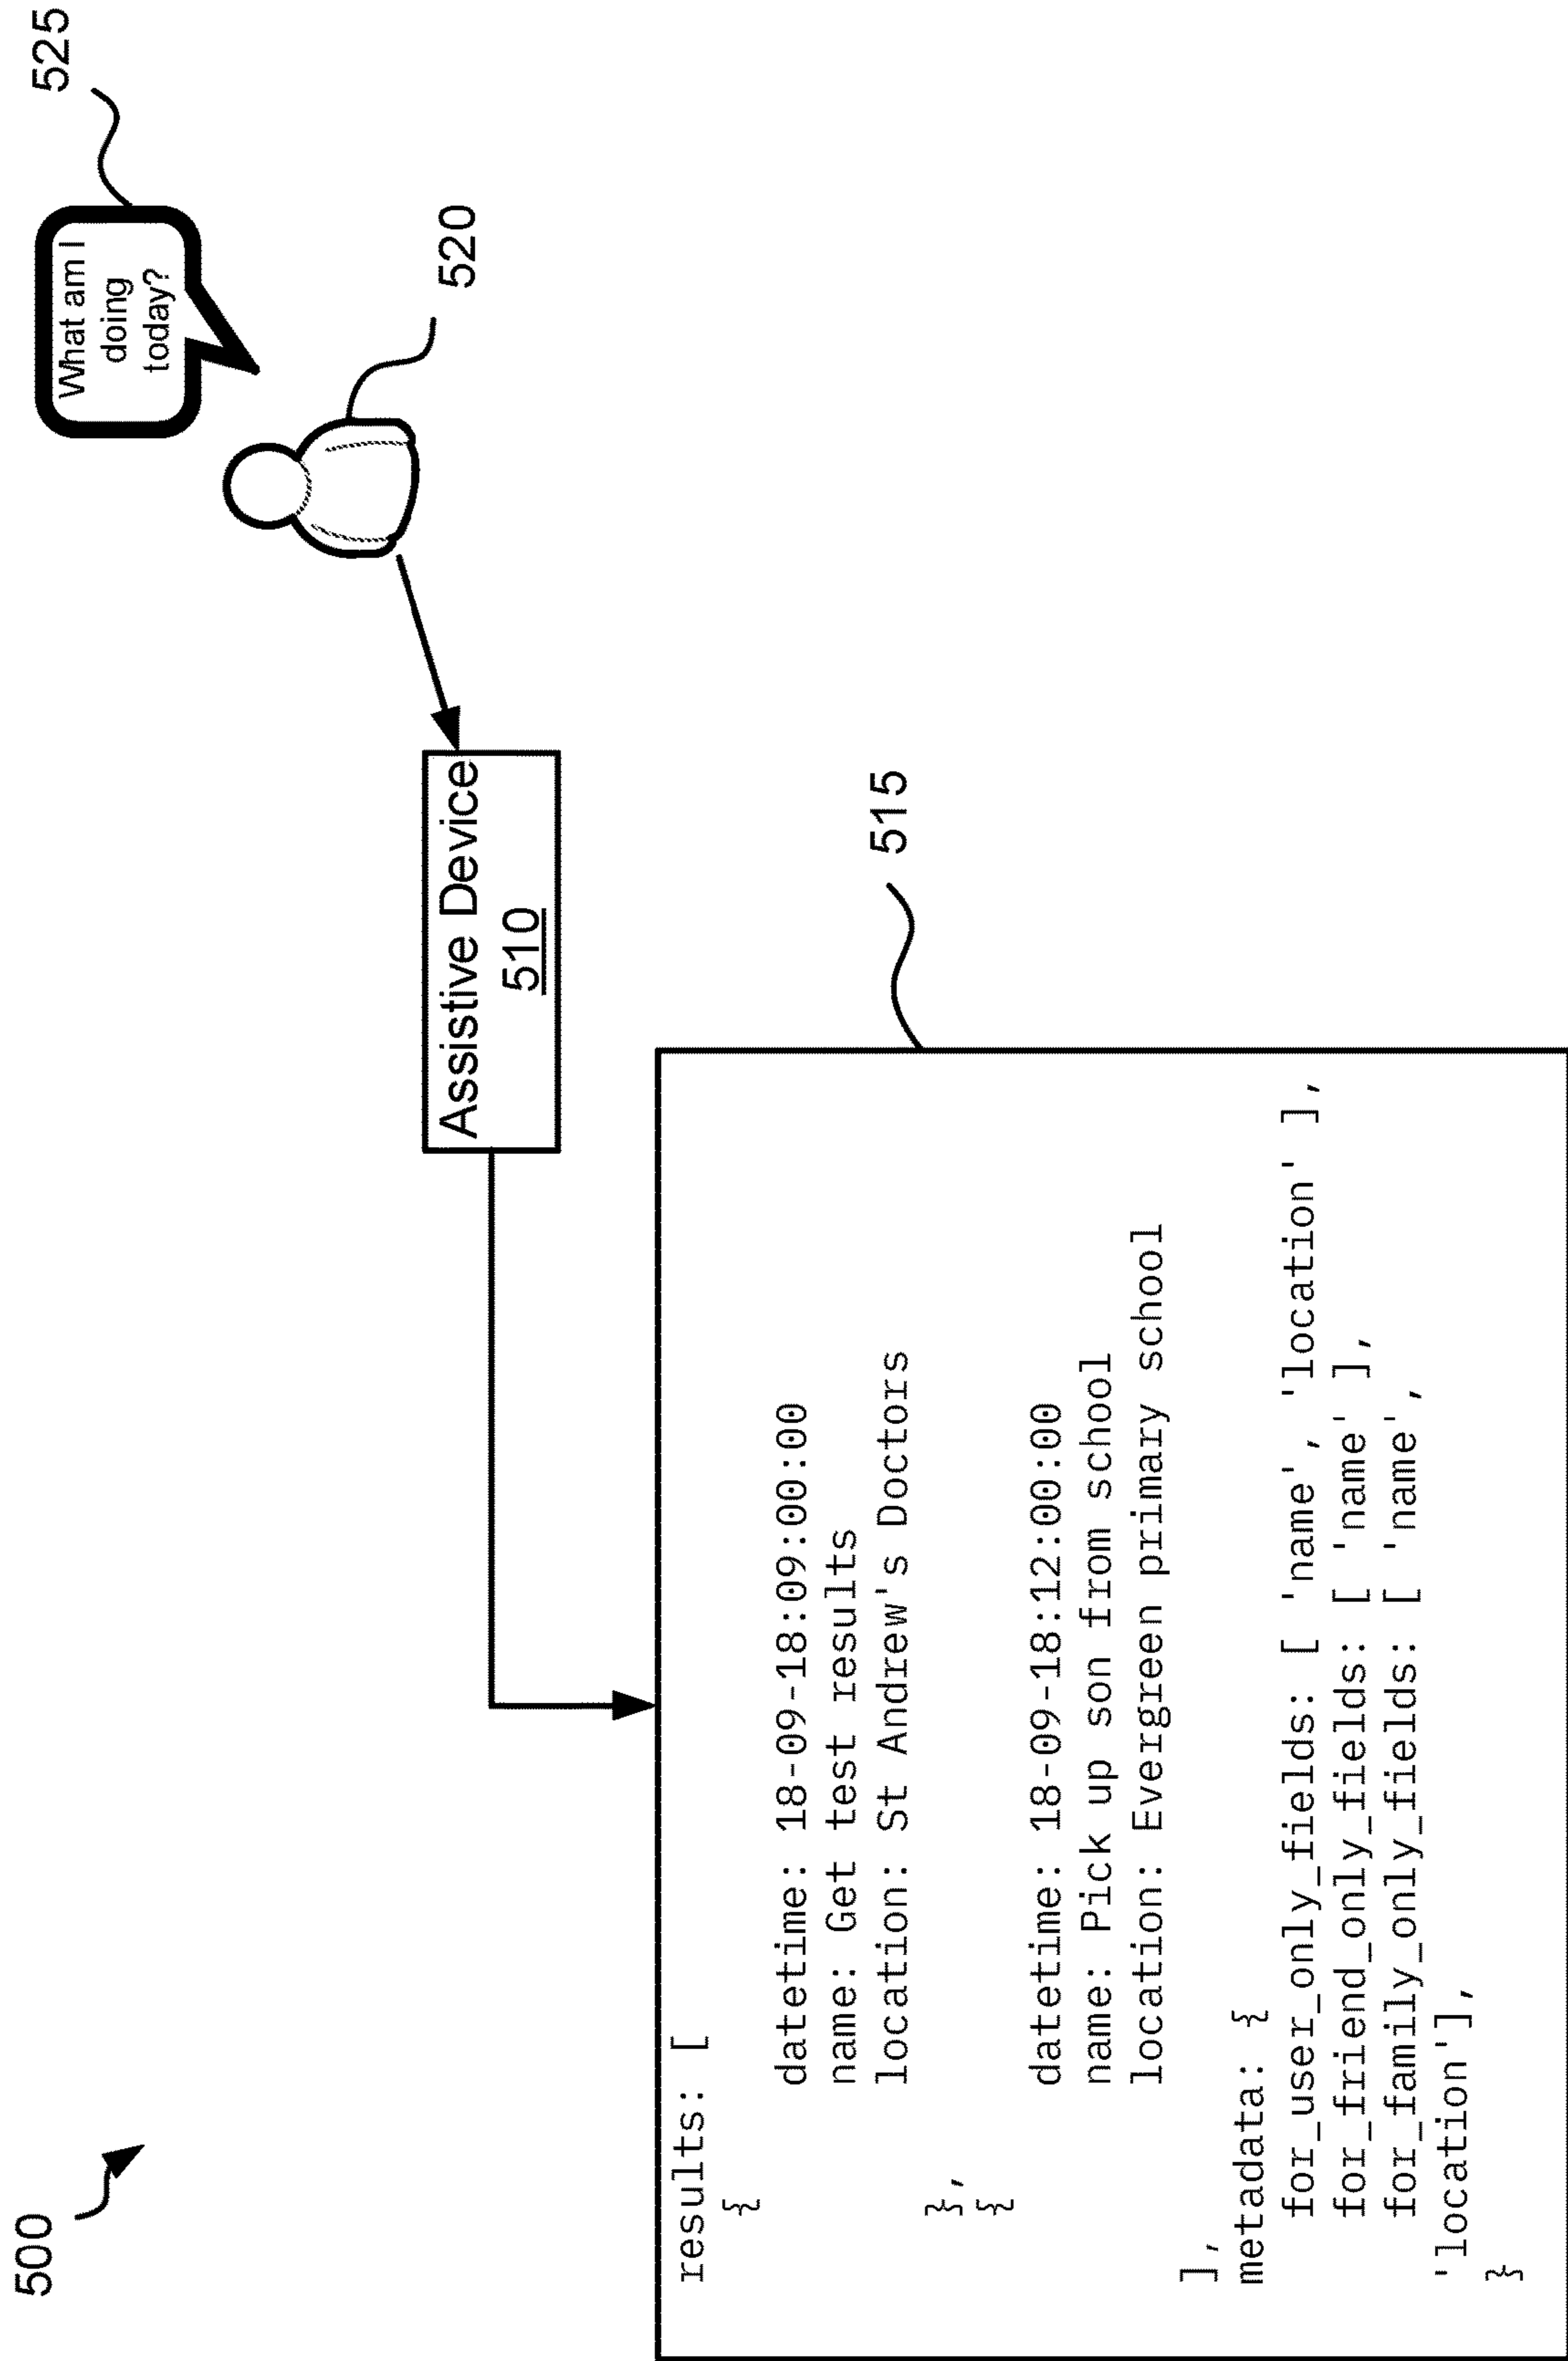 500
525
What am I
doing
today?
520
Assistive Device
510
515
results: [
{
datetime: 18-09-18:09:00:00
name: Get test results
location: St Andrew's Doctors
},
{
datetime: 18-09-18:12:00:00
name: Pick up son from school
location: Evergreen primary school
],
metadata: {
for_user_only_fields: [ 'name', 'location' ],
for_friend_only_fields: [ 'name' ],
for_family_only_fields: [ 'name',
'location'],
}